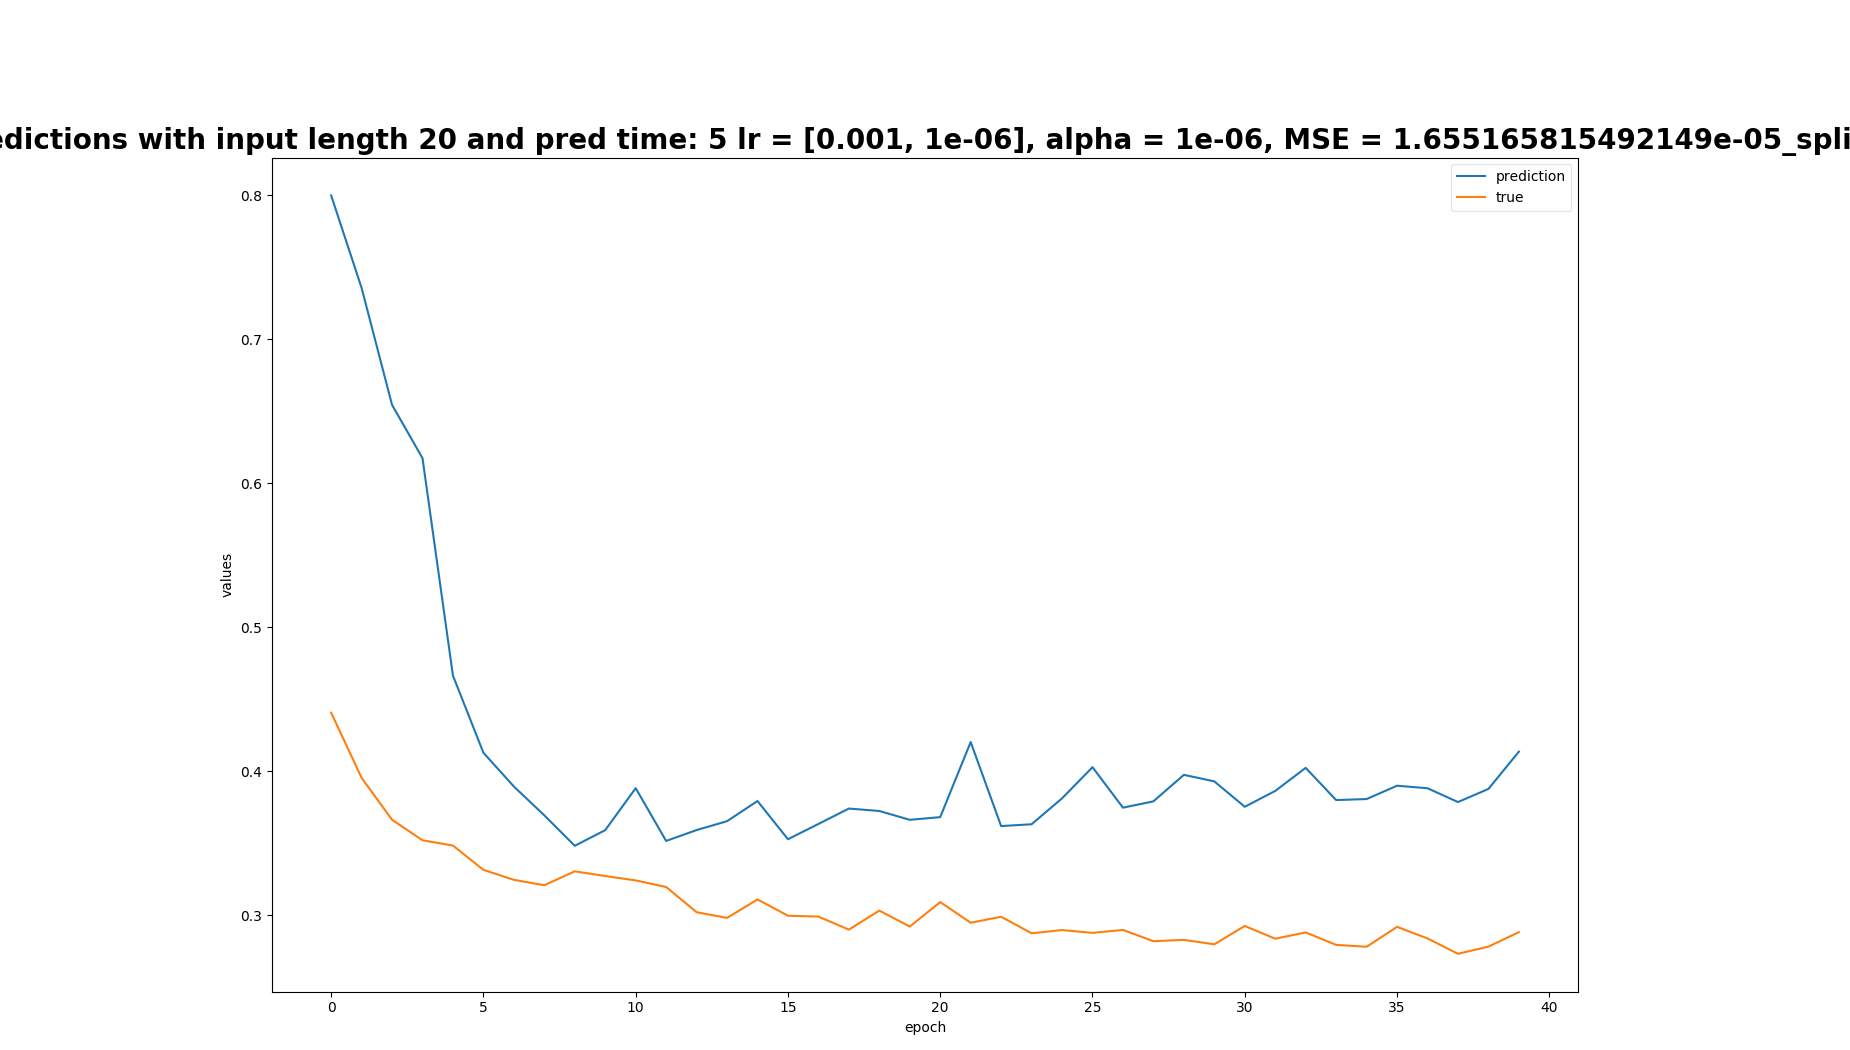 edictions with input length 20 and pred time: 5 lr = [0.001, 1e-06], alpha = 1e-06, MSE = 1.655165815492149e-05_spli
prediction
true
0.8
0.7
0.6
0.5
0.4
0.3
values
0 5 10 15 20 25 30 35 40
epoch